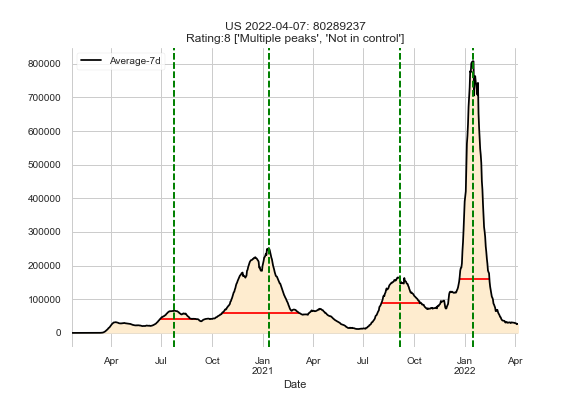 US 2022-04-07: 80289237
Rating:8 ['Multiple peaks', 'Not in control']
Average-7d
800000
700000
600000
500000
400000
300000
200000
100000
0
Apr Jul Oct Jan Apr Jul Oct Jan Apr
2021 2022
Date